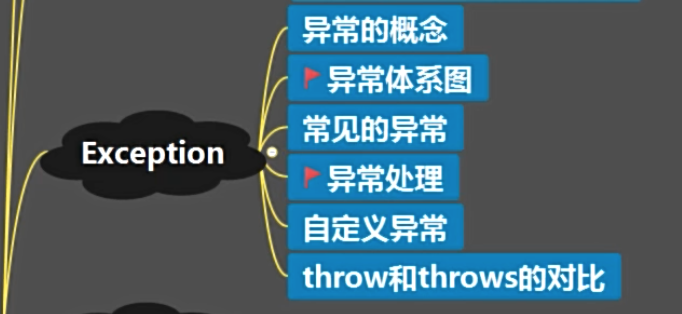 异常的概念
异常体系图
Exception
常见的异常
异常处理
自定义异常
throw和throws的对比